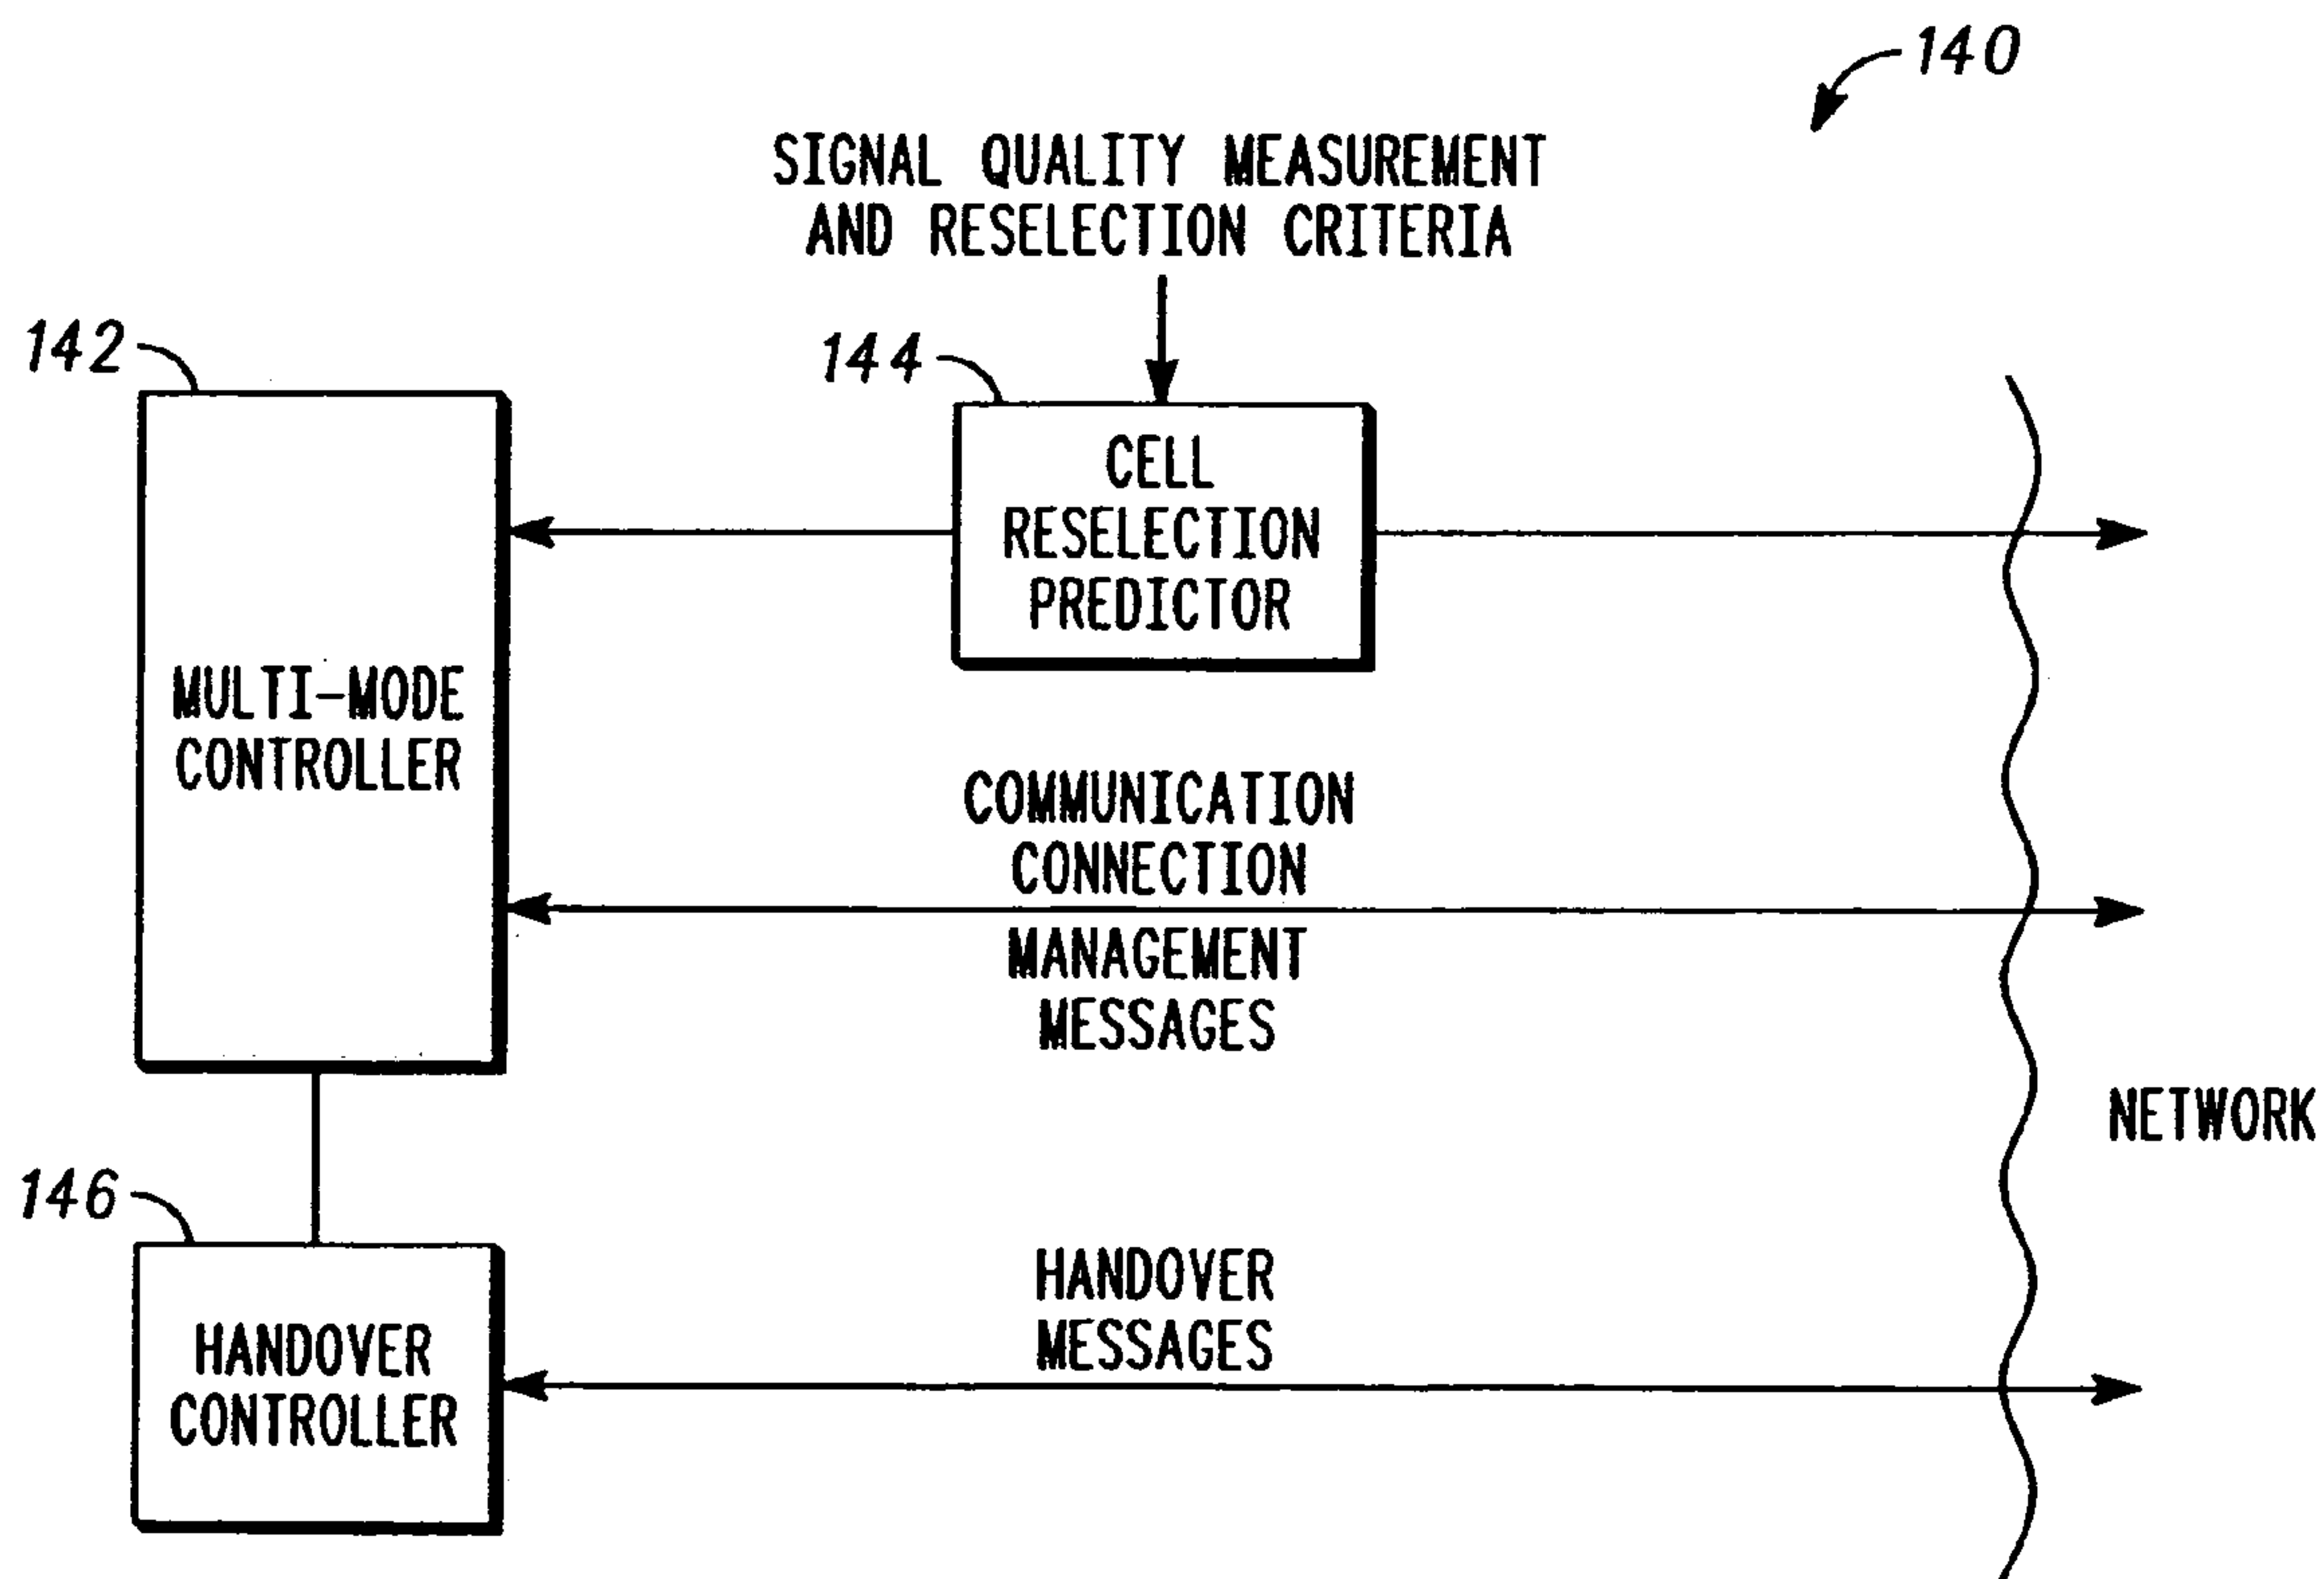 140
SIGNAL QUALITY MEASUREMENT
AND RESELECTION CRITERIA
142
144
CELL
RESELECTION
PREDICTOR
MULTI-MODE
CONTROLLER
COMMUNICATION
CONNECTION
MANAGEMENT
MESSAGES
NETWORK
146
HANDOVER
MESSAGES
HANDOVER
CONTROLLER